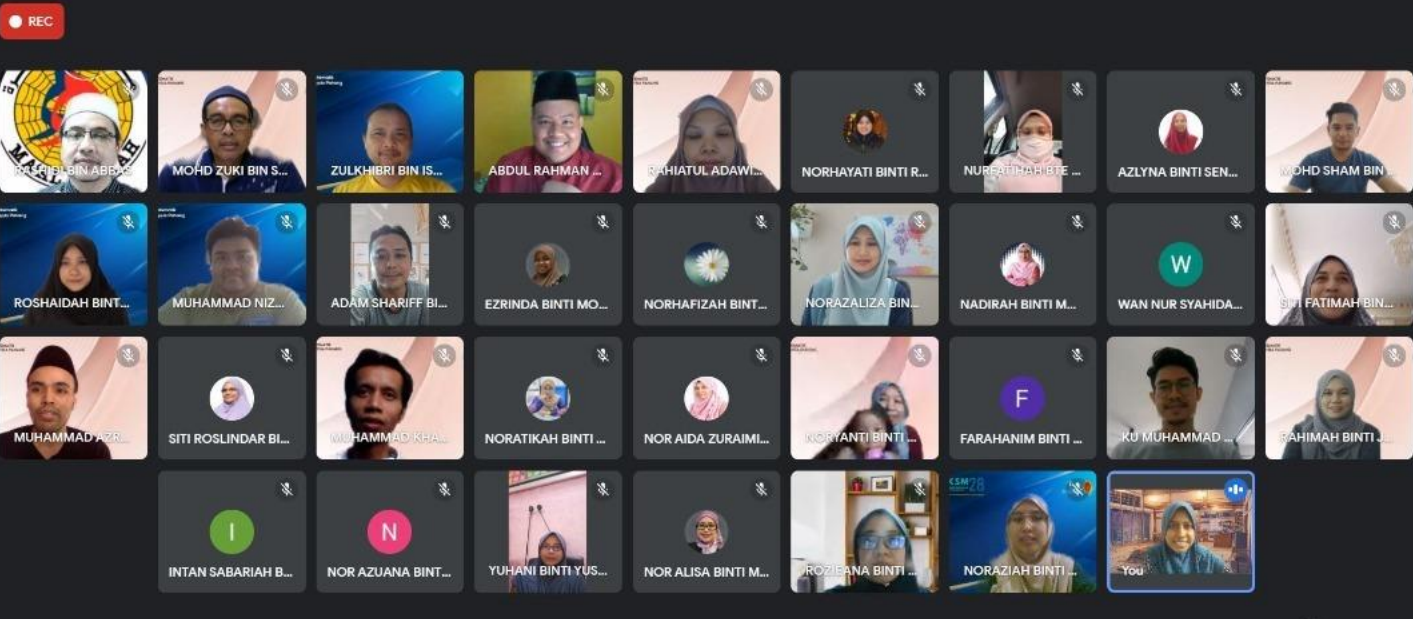 REC
RASHIDI BIN ABBAS
MOHD ZUKI BIN S...
ZULKHIBRI BIN IS...
ABDUL RAHMAN ...
RAHIATUL ADAWI...
NORHAYATI BINTI R...
NURFATIHAH BTE ...
AZLYNA BINTI SEN...
MOHD SHAM BIN ...
ROSHAIDAH BINT...
MUHAMMAD NIZ...
ADAM SHARIFF BI...
EZRINDA BINTI MO...
NORHAFIZAH BINT...
NORAZALIZA BIN...
NADIRAH BINTI M...
W
WAN NUR SYAHIDA...
SITI FATIMAH BIN...
MUHAMMAD AZR...
SITI ROSLINDAR BI...
MUHAMMAD KHA...
NORATIKAH BINTI ...
NOR AIDA ZURAIMI...
NORYANTI BINTI ...
F
FARAHANIM BINTI ...
KU MUHAMMAD ...
RAHIMAH BINTI J...
I
INTAN SABARIAH B...
N
NOR AZUANA BINT...
YUHANI BINTI YUS...
NOR ALISA BINTI M...
ROZIEANA BINTI ...
KSM'28
NORAZIAH BINTI ...
You